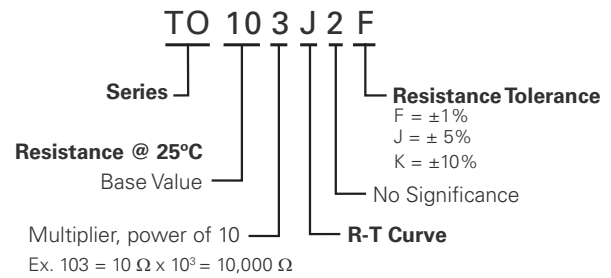 TO 10 3 J 2 F
Series
Resistance Tolerance
F = ±1%
J = ± 5%
K = ±10%
Resistance @ 25ºC
Base Value
No Significance
Multiplier, power of 10
R-T Curve
Ex. 103 = 10 Ω x 10³ = 10,000 Ω